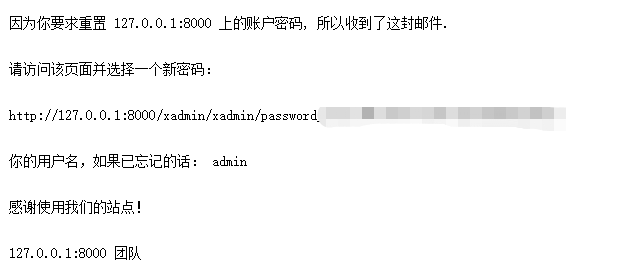 因为你要求重置 127.0.0.1:8000 上的账户密码，所以收到了这封邮件.
请访问该页面并选择一个新密码：
http://127.0.0.1:8000/xadmin/xadmin/password_
你的用户名，如果已忘记的话： admin
感谢使用我们的站点！
127.0.0.1:8000 团队